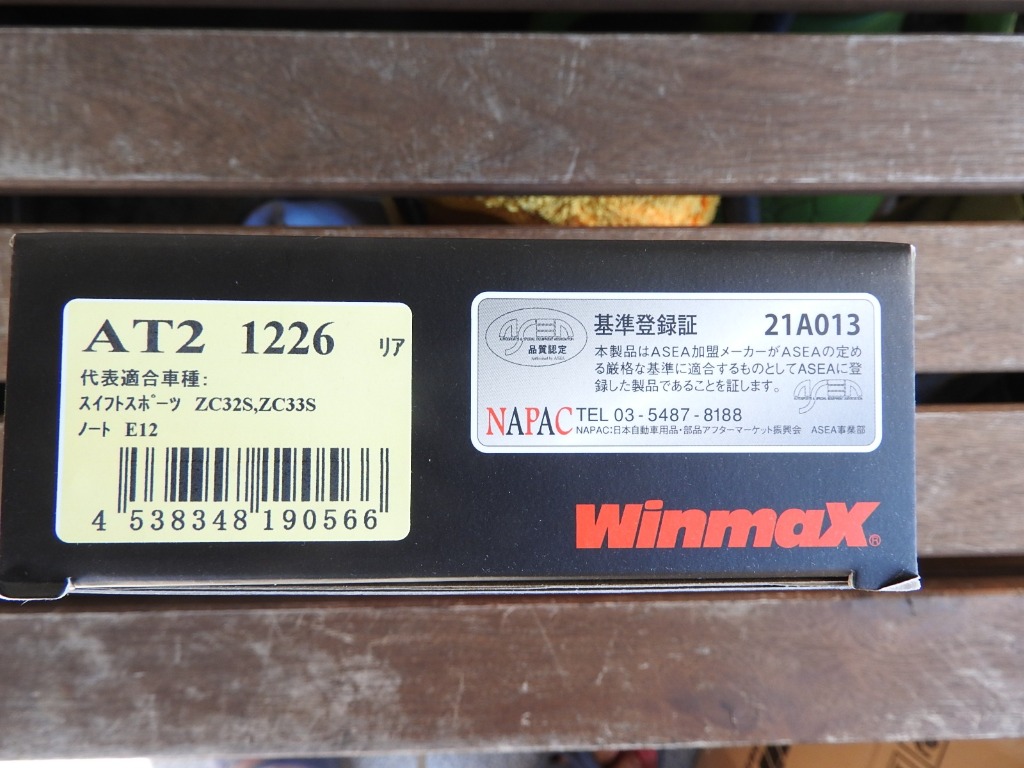 AT2 1226 リア
代表適合車種:
スイフトスポーツ ZC32S,ZC33S
ノート E12
4 538348 190566
ASEA
品質認定
基準登録証 21A013
本製品はASEA加盟メーカーがASEAの定め
る厳格な基準に適合するものとしてASEAに登
録した製品であることを証します。
ASEA
NAPAC TEL 03-5487-8188
NAPAC:日本自動車用品・部品アフターマーケット振興会 ASEA事業部
WinmaX®